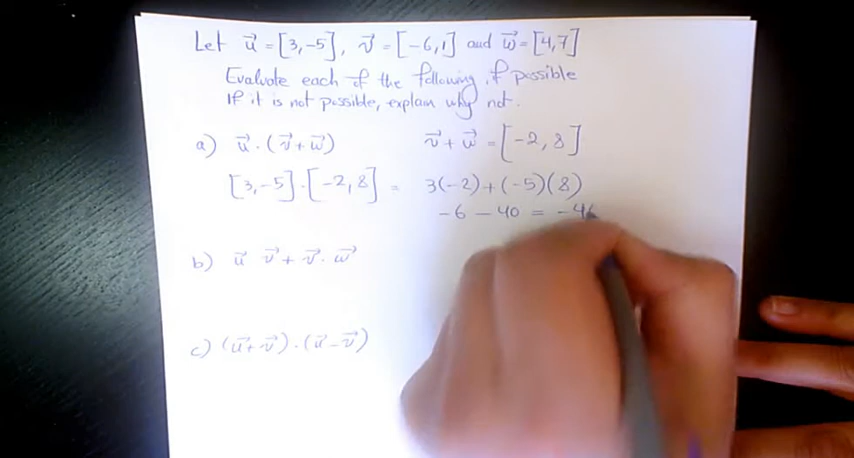 Let u⃗ = [3, -5], v⃗ = [-6, 1] and w⃗ = [4, 7]
Evaluate each of the following, if possible
If it is not possible, explain why not.
a) u⃗ · (v⃗ + w⃗) v⃗ + w⃗ = [-2, 8]
[3, -5] · [-2, 8] = 3(-2) + (-5)(8)
-6 - 40 = -46
b) u⃗ v⃗ + v⃗ · w⃗
c) (u⃗ + v⃗) · (u⃗ - v⃗)